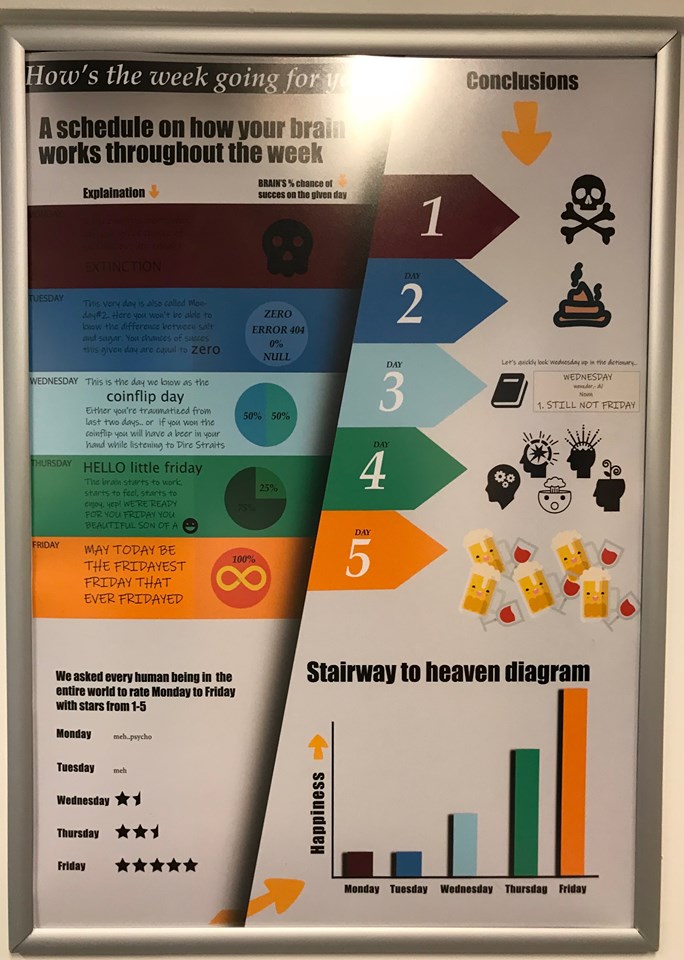 How's the week going for
A schedule on how your brain
works throughout the week
Explaination
BRAIN'S % chance of
succes on the given day
EXTINCTION
TUESDAY
This very day is also called Mon-
day#2. Here you won't be able to
know the difference between salt
and sugar. You chances of succes
this given day are equal to zero
ZERO
ERROR 404
0%
NULL
WEDNESDAY
This is the day we know as the
coinflip day
Either you're traumatized from
last two days.. or if you won the
coinflip you will have a beer in your
hand while listening to Dire Straits
50% 50%
THURSDAY
HELLO little friday
The brain starts to work,
starts to feel, starts to
enjoy, yep! WE'RE READY
FOR YOU FRIDAY YOU
BEAUTIFUL SON OF A
25%
75%
FRIDAY
MAY TODAY BE
THE FRIDAYEST
FRIDAY THAT
EVER FRIDAYED
100%
We asked every human being in the
entire world to rate Monday to Friday
with stars from 1-5
Monday meh..psycho
Tuesday meh
Wednesday
Thursday
Friday
Conclusions
1
DAY
2
DAY
3
Let's quickly look Wednesday up in the dictionary...
WEDNESDAY
Noun
1. STILL NOT FRIDAY
DAY
4
DAY
5
Stairway to heaven diagram
Happiness
Monday Tuesday Wednesday Thursdag Friday